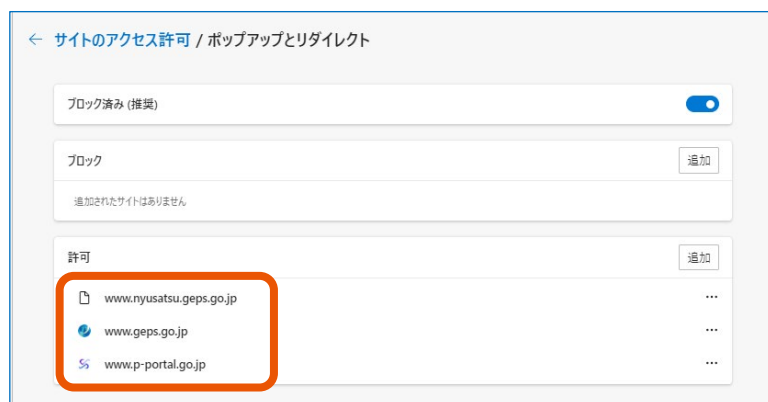 サイトのアクセス許可 / ポップアップとリダイレクト
ブロック済み (推奨)
ブロック 追加
追加されたサイトはありません
許可 追加
www.nyusatsu.geps.go.jp
www.geps.go.jp
www.p-portal.go.jp